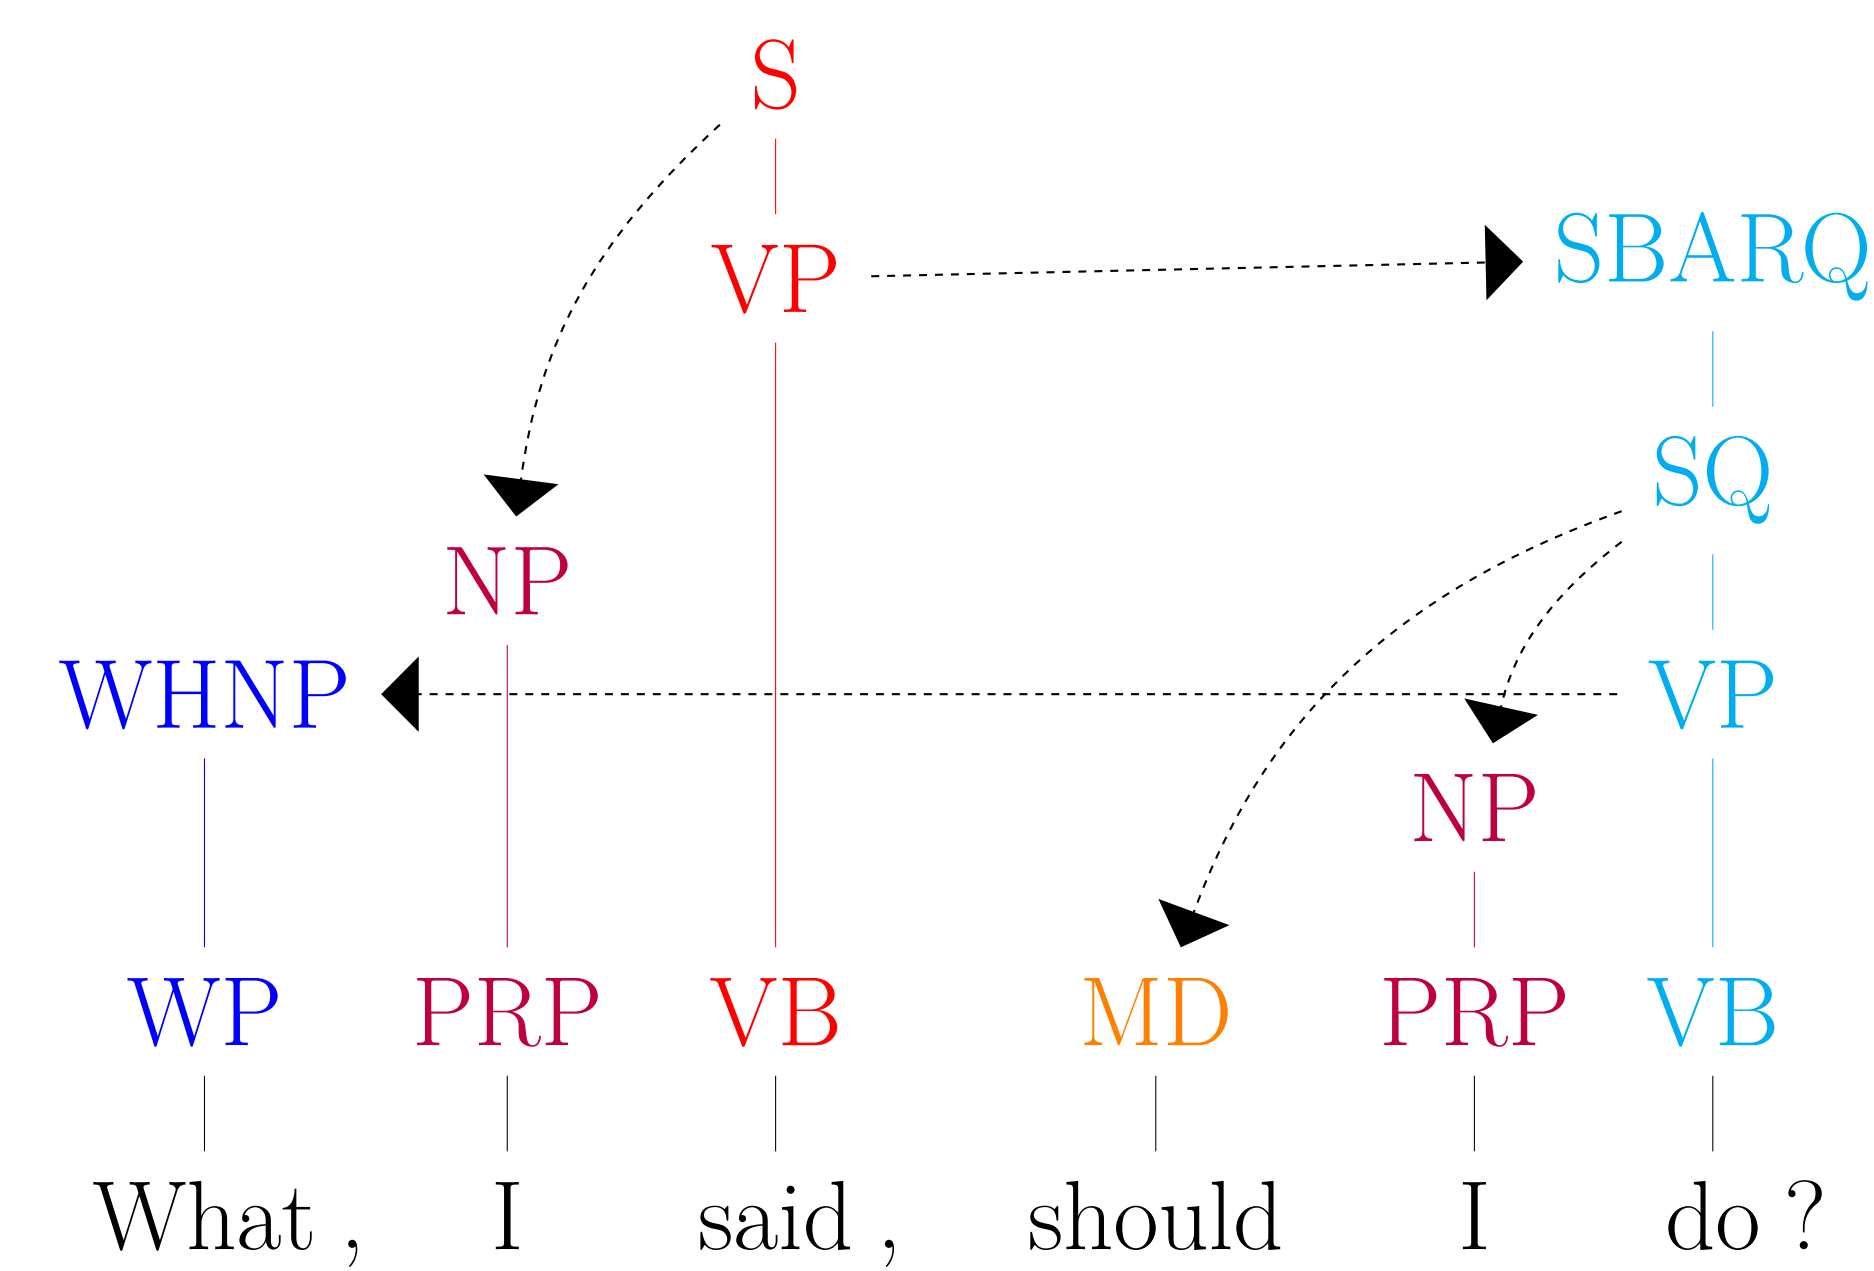 S
VP SBARQ
SQ
NP
WHNP VP
NP
WP PRP VB MD PRP VB
What , I said , should I do ?